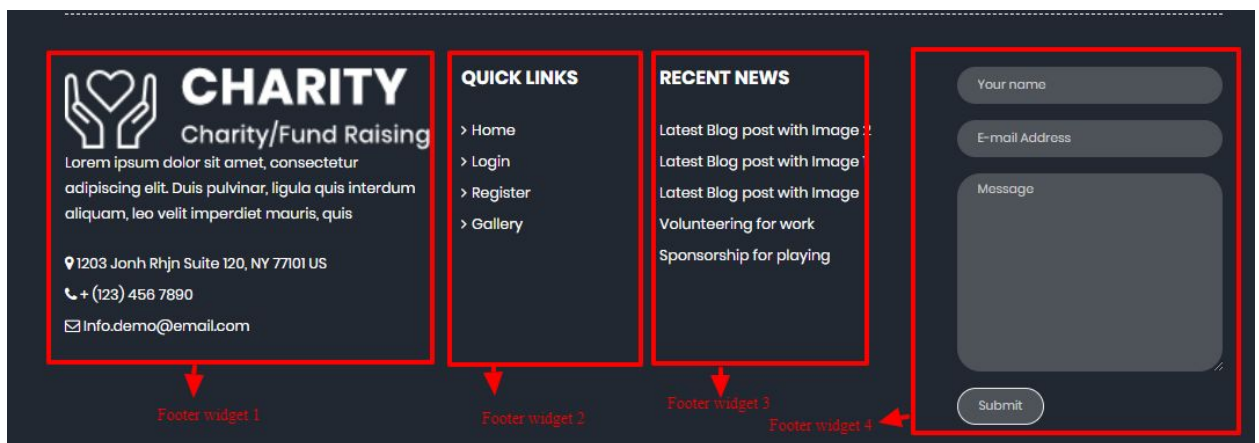 CHARITY
Charity/Fund Raising
Lorem ipsum dolor sit amet, consectetur
adipiscing elit. Duis pulvinar, ligula quis interdum
aliquam, leo velit imperdiet mauris, quis
1203 Jonh Rhjn Suite 120, NY 77101 US
+ (123) 456 7890
Info.demo@email.com
Footer widget 1
QUICK LINKS
> Home
> Login
> Register
> Gallery
Footer widget 2
RECENT NEWS
Latest Blog post with Image 2
Latest Blog post with Image 1
Latest Blog post with Image
Volunteering for work
Sponsorship for playing
Footer widget 3
Your name
E-mail Address
Message
Submit
Footer widget 4